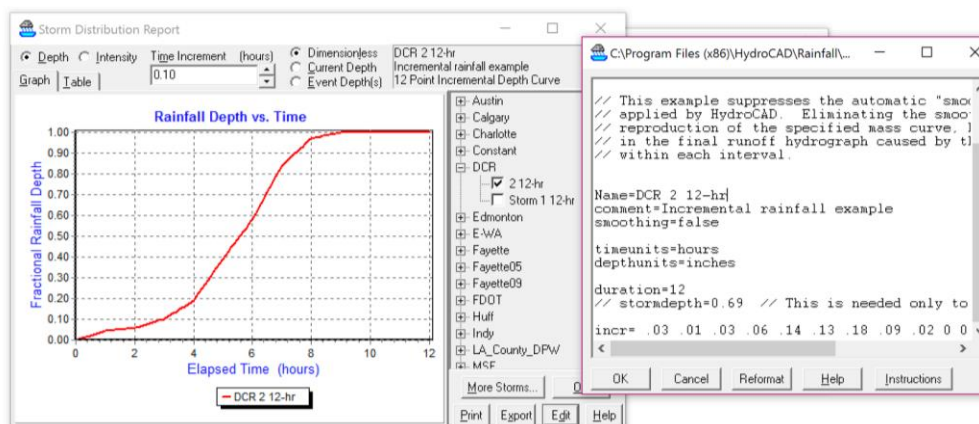 Storm Distribution Report
Depth Intensity Time Increment (hours) Dimensionless DCR 2 12-hr
0.10 Current Depth Incremental rainfall example
Graph Table Event Depth(s) 12 Point Incremental Depth Curve
Rainfall Depth vs. Time
1.00
0.90
0.80
0.70
0.60
0.50
0.40
0.30
0.20
0.10
0.00
Fractional Rainfall Depth
0 2 4 6 8 10 12
Elapsed Time (hours)
DCR 2 12-hr
Austin
Calgary
Charlotte
Constant
DCR
2 12-hr
Storm 1 12-hr
Edmonton
E-WA
Fayette
Fayette05
Fayette09
FDOT
Huff
Indy
LA_County_DPW
MSE
More Storms...
Print Export Edit Help
C:\Program Files (x86)\HydroCAD\Rainfall\...
// This example suppresses the automatic "smoo
// applied by HydroCAD. Eliminating the smoo
// reproduction of the specified mass curve,
// in the final runoff hydrograph caused by th
// within each interval.
Name=DCR 2 12-hr
comment=Incremental rainfall example
smoothing=false
timeunits=hours
depthunits=inches
duration=12
// stormdepth=0.69 // This is needed only to
incr= .03 .01 .03 .06 .14 .13 .18 .09 .02 0 0
OK Cancel Reformat Help Instructions